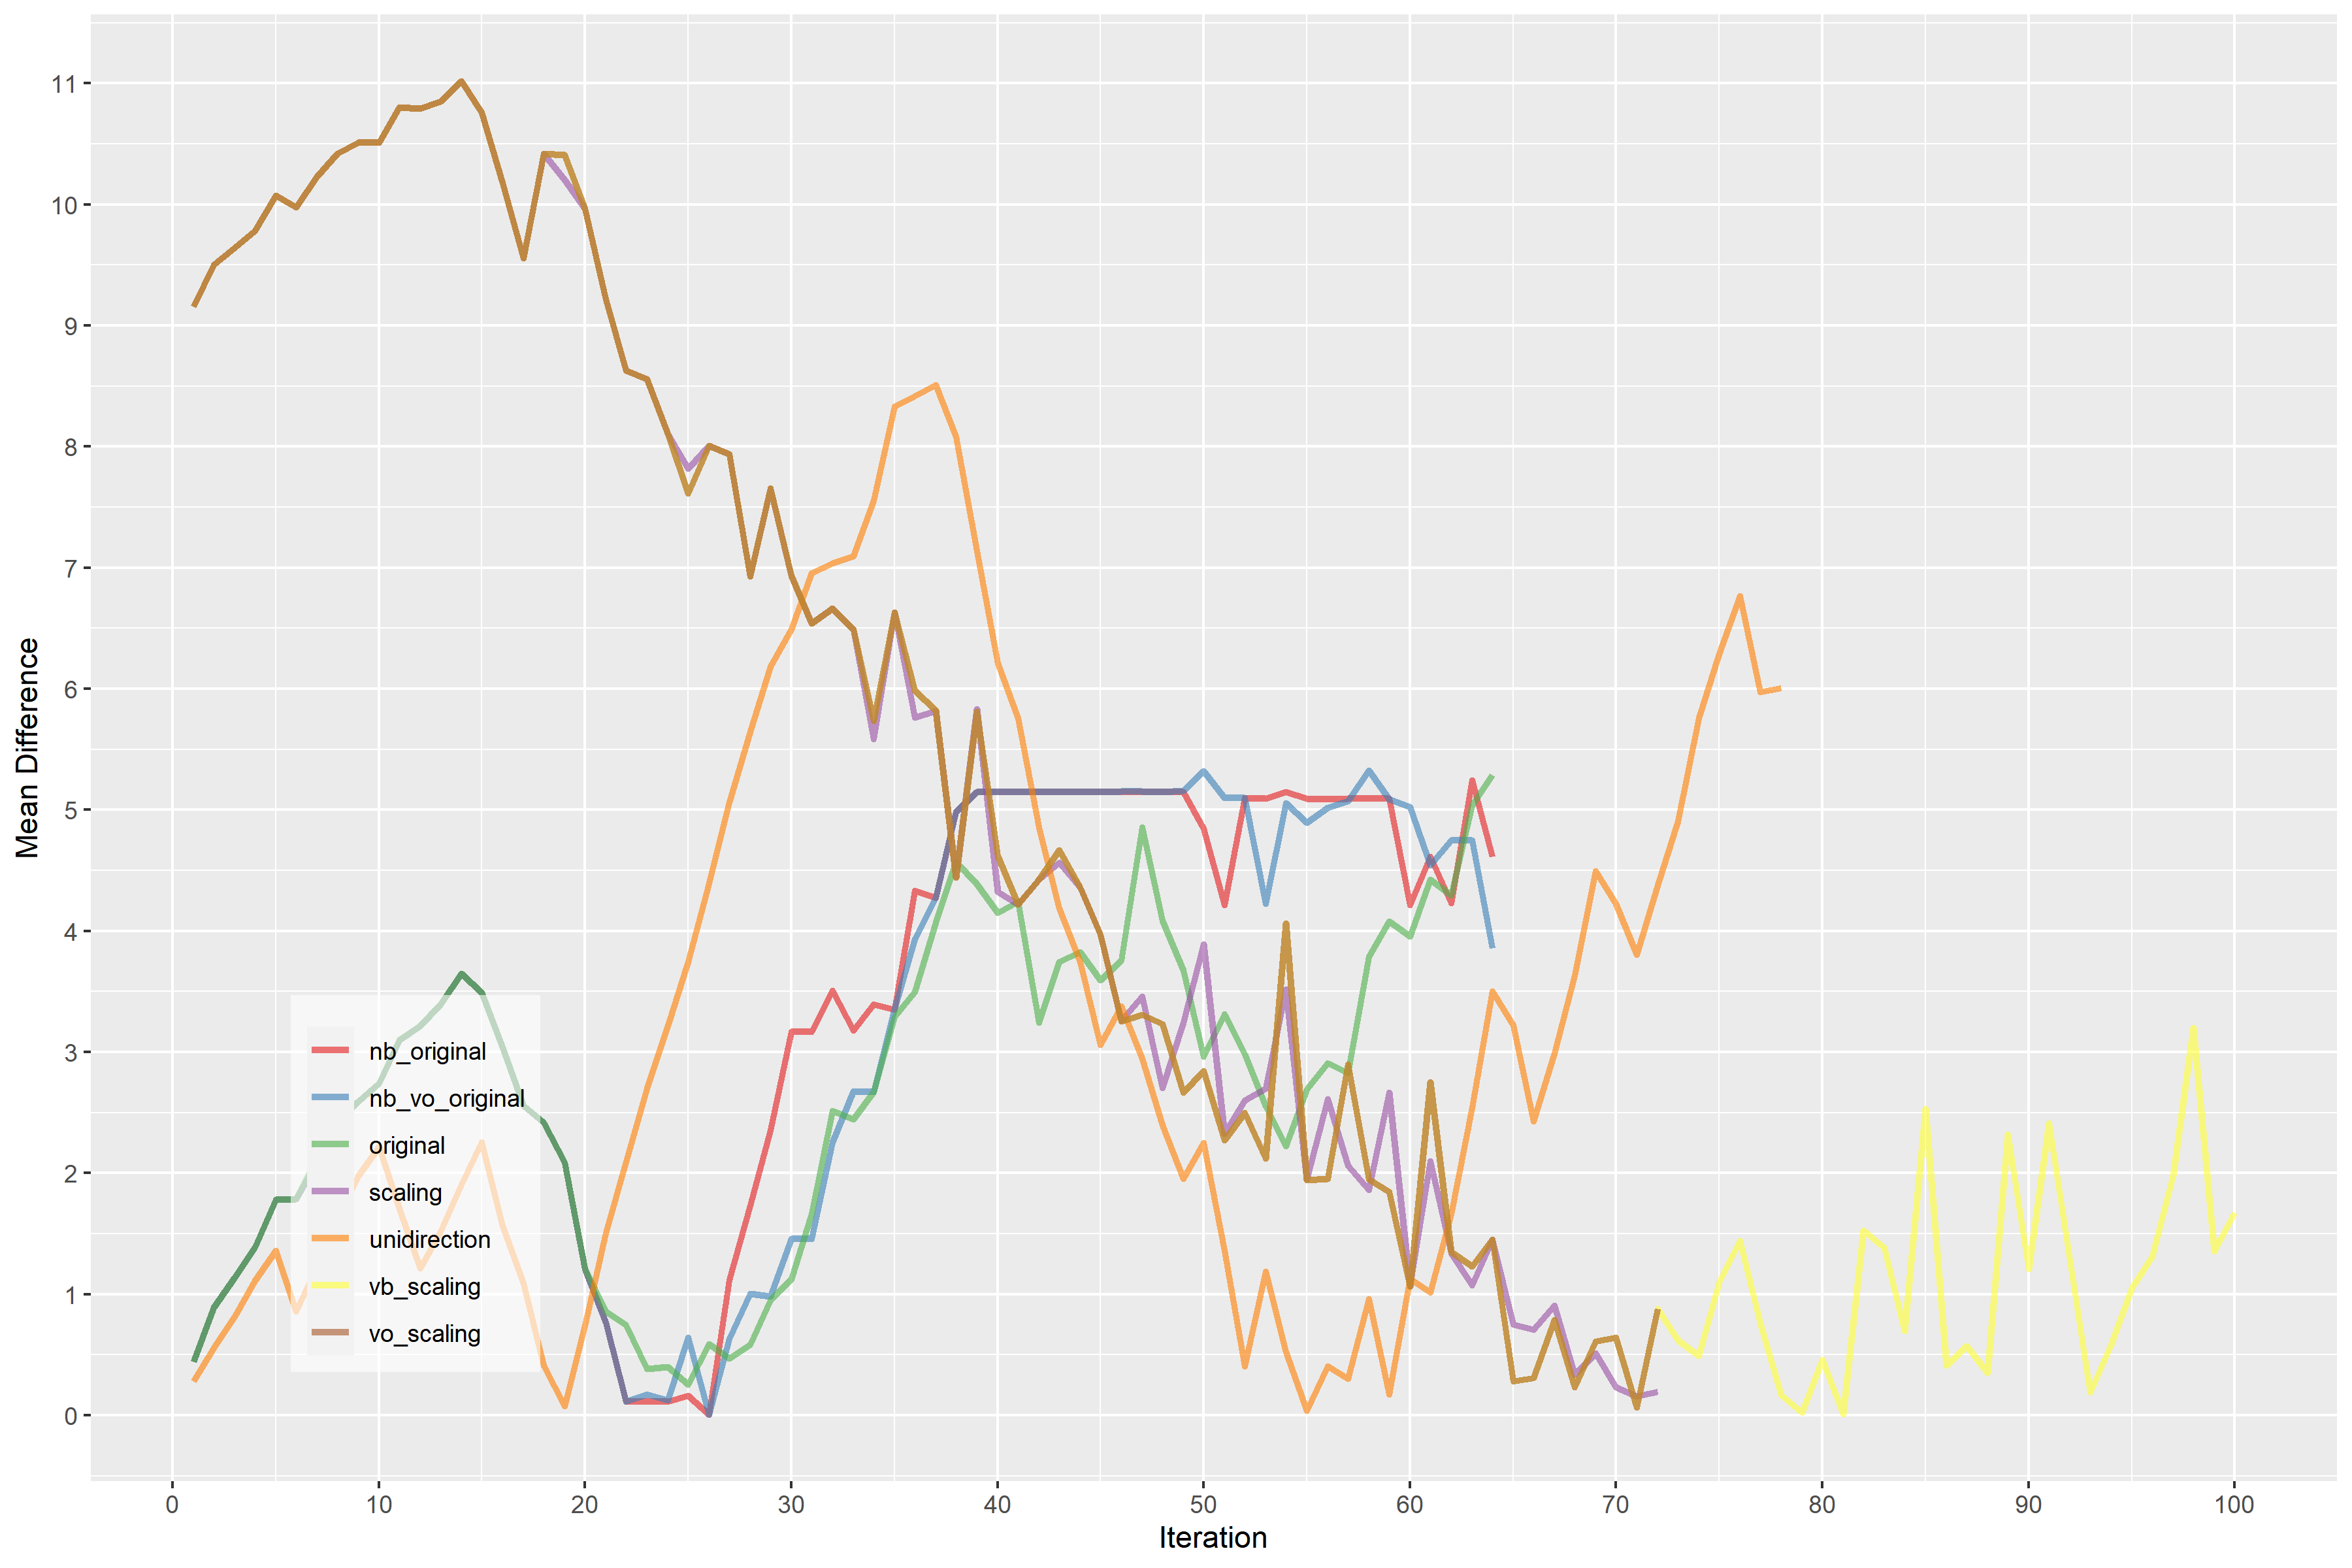 Mean Difference
11
10
9
8
7
6
5
4
3
2
1
0
nb_original
nb_vo_original
original
scaling
unidirection
vb_scaling
vo_scaling
0 10 20 30 40 50 60 70 80 90 100
Iteration